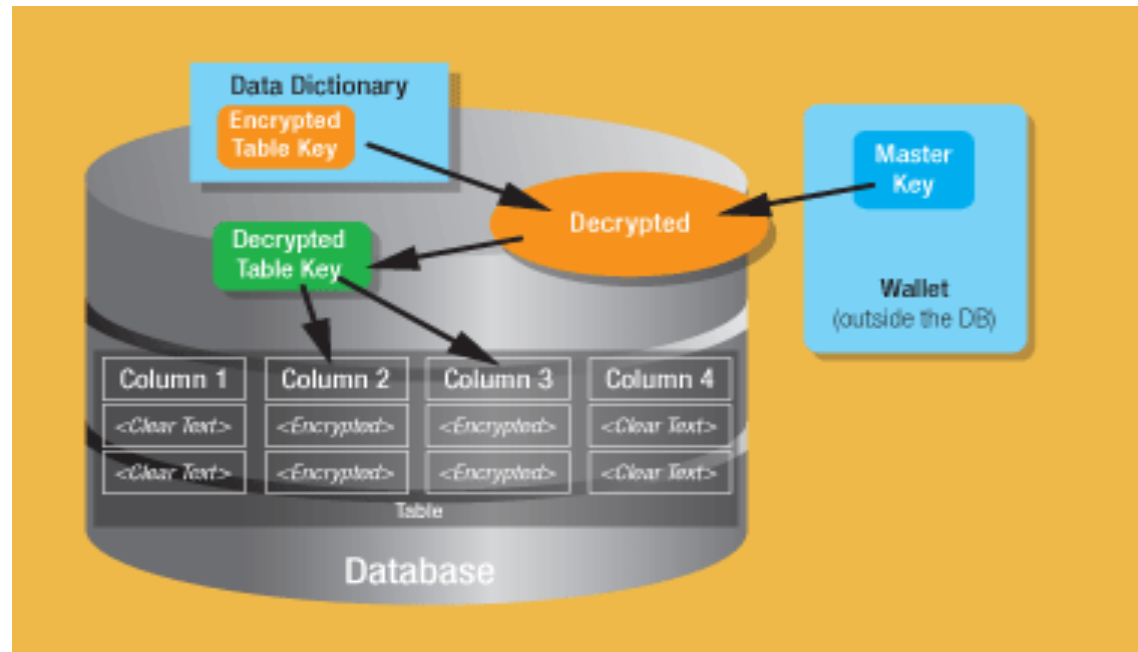 Data Dictionary
Encrypted
Table Key
Master
Key
Decrypted
Decrypted
Table Key
Wallet
(outside the DB)
Column 1 Column 2 Column 3 Column 4
<Clear Text> <Encrypted> <Encrypted> <Clear Text>
<Clear Text> <Encrypted> <Encrypted> <Clear Text>
Table
Database